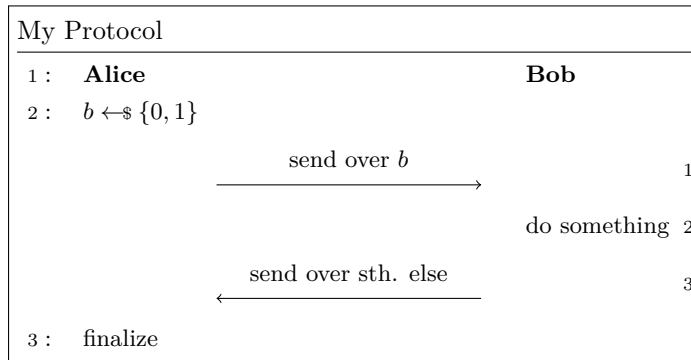 My Protocol
1 : Alice Bob
2 : b ←$ {0, 1}
send over b
1
do something 2
send over sth. else
3
3 : finalize